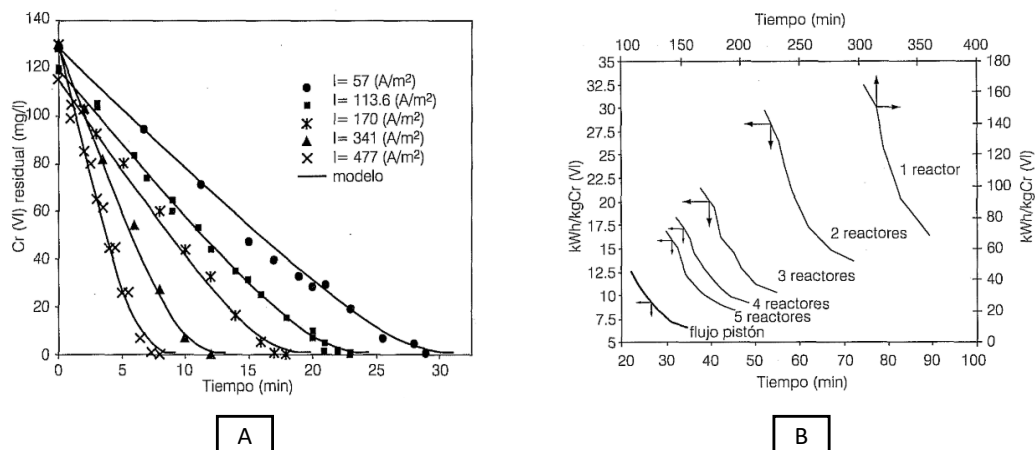 140
120
100
80
60
40
20
0
Cr (VI) residual (mg/l)
I= 57 (A/m²)
I= 113.6 (A/m²)
I= 170 (A/m²)
I= 341 (A/m²)
I= 477 (A/m²)
modelo
0 5 10 15 20 25 30
Tiempo (min)
A
Tiempo (min)
100 150 200 250 300 350 400
35
30
27.5
25
22.5
20
17.5
15
12.5
10
7.5
5
kWh/kgCr (VI)
180
160
140
120
100
80
60
40
20
0
kWh/kgCr (VI)
1 reactor
2 reactores
3 reactores
4 reactores
5 reactores
flujo pistón
20 30 40 50 60 70 80 90 100
Tiempo (min)
B